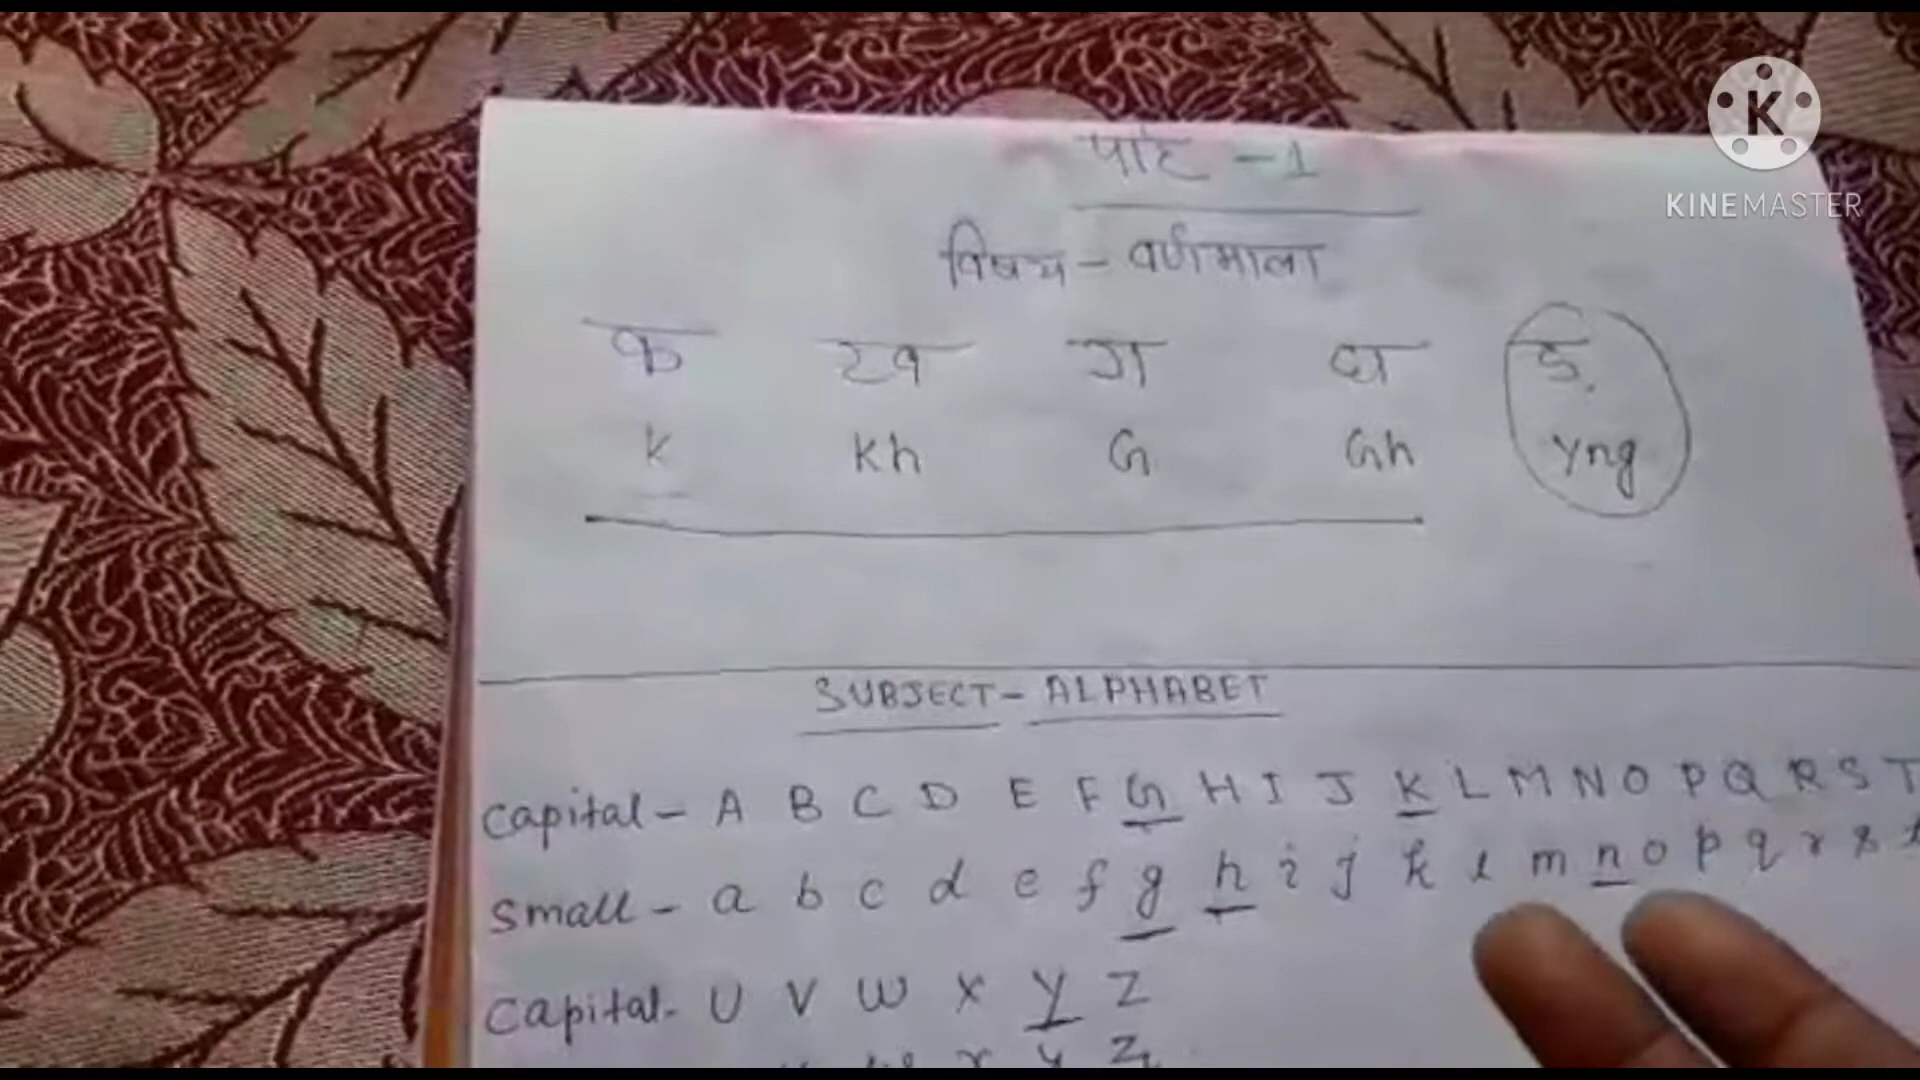 पाठ -1
विषय - वर्णमाला
क ख ग घ ङ
K Kh G Gh Yng
SUBJECT - ALPHABET
Capital - A B C D E F G H I J K L M N O P Q R S T
Small - a b c d e f g h i j k l m n o p q r s t
Capital - U V W X Y Z
x y z
KINEMASTER